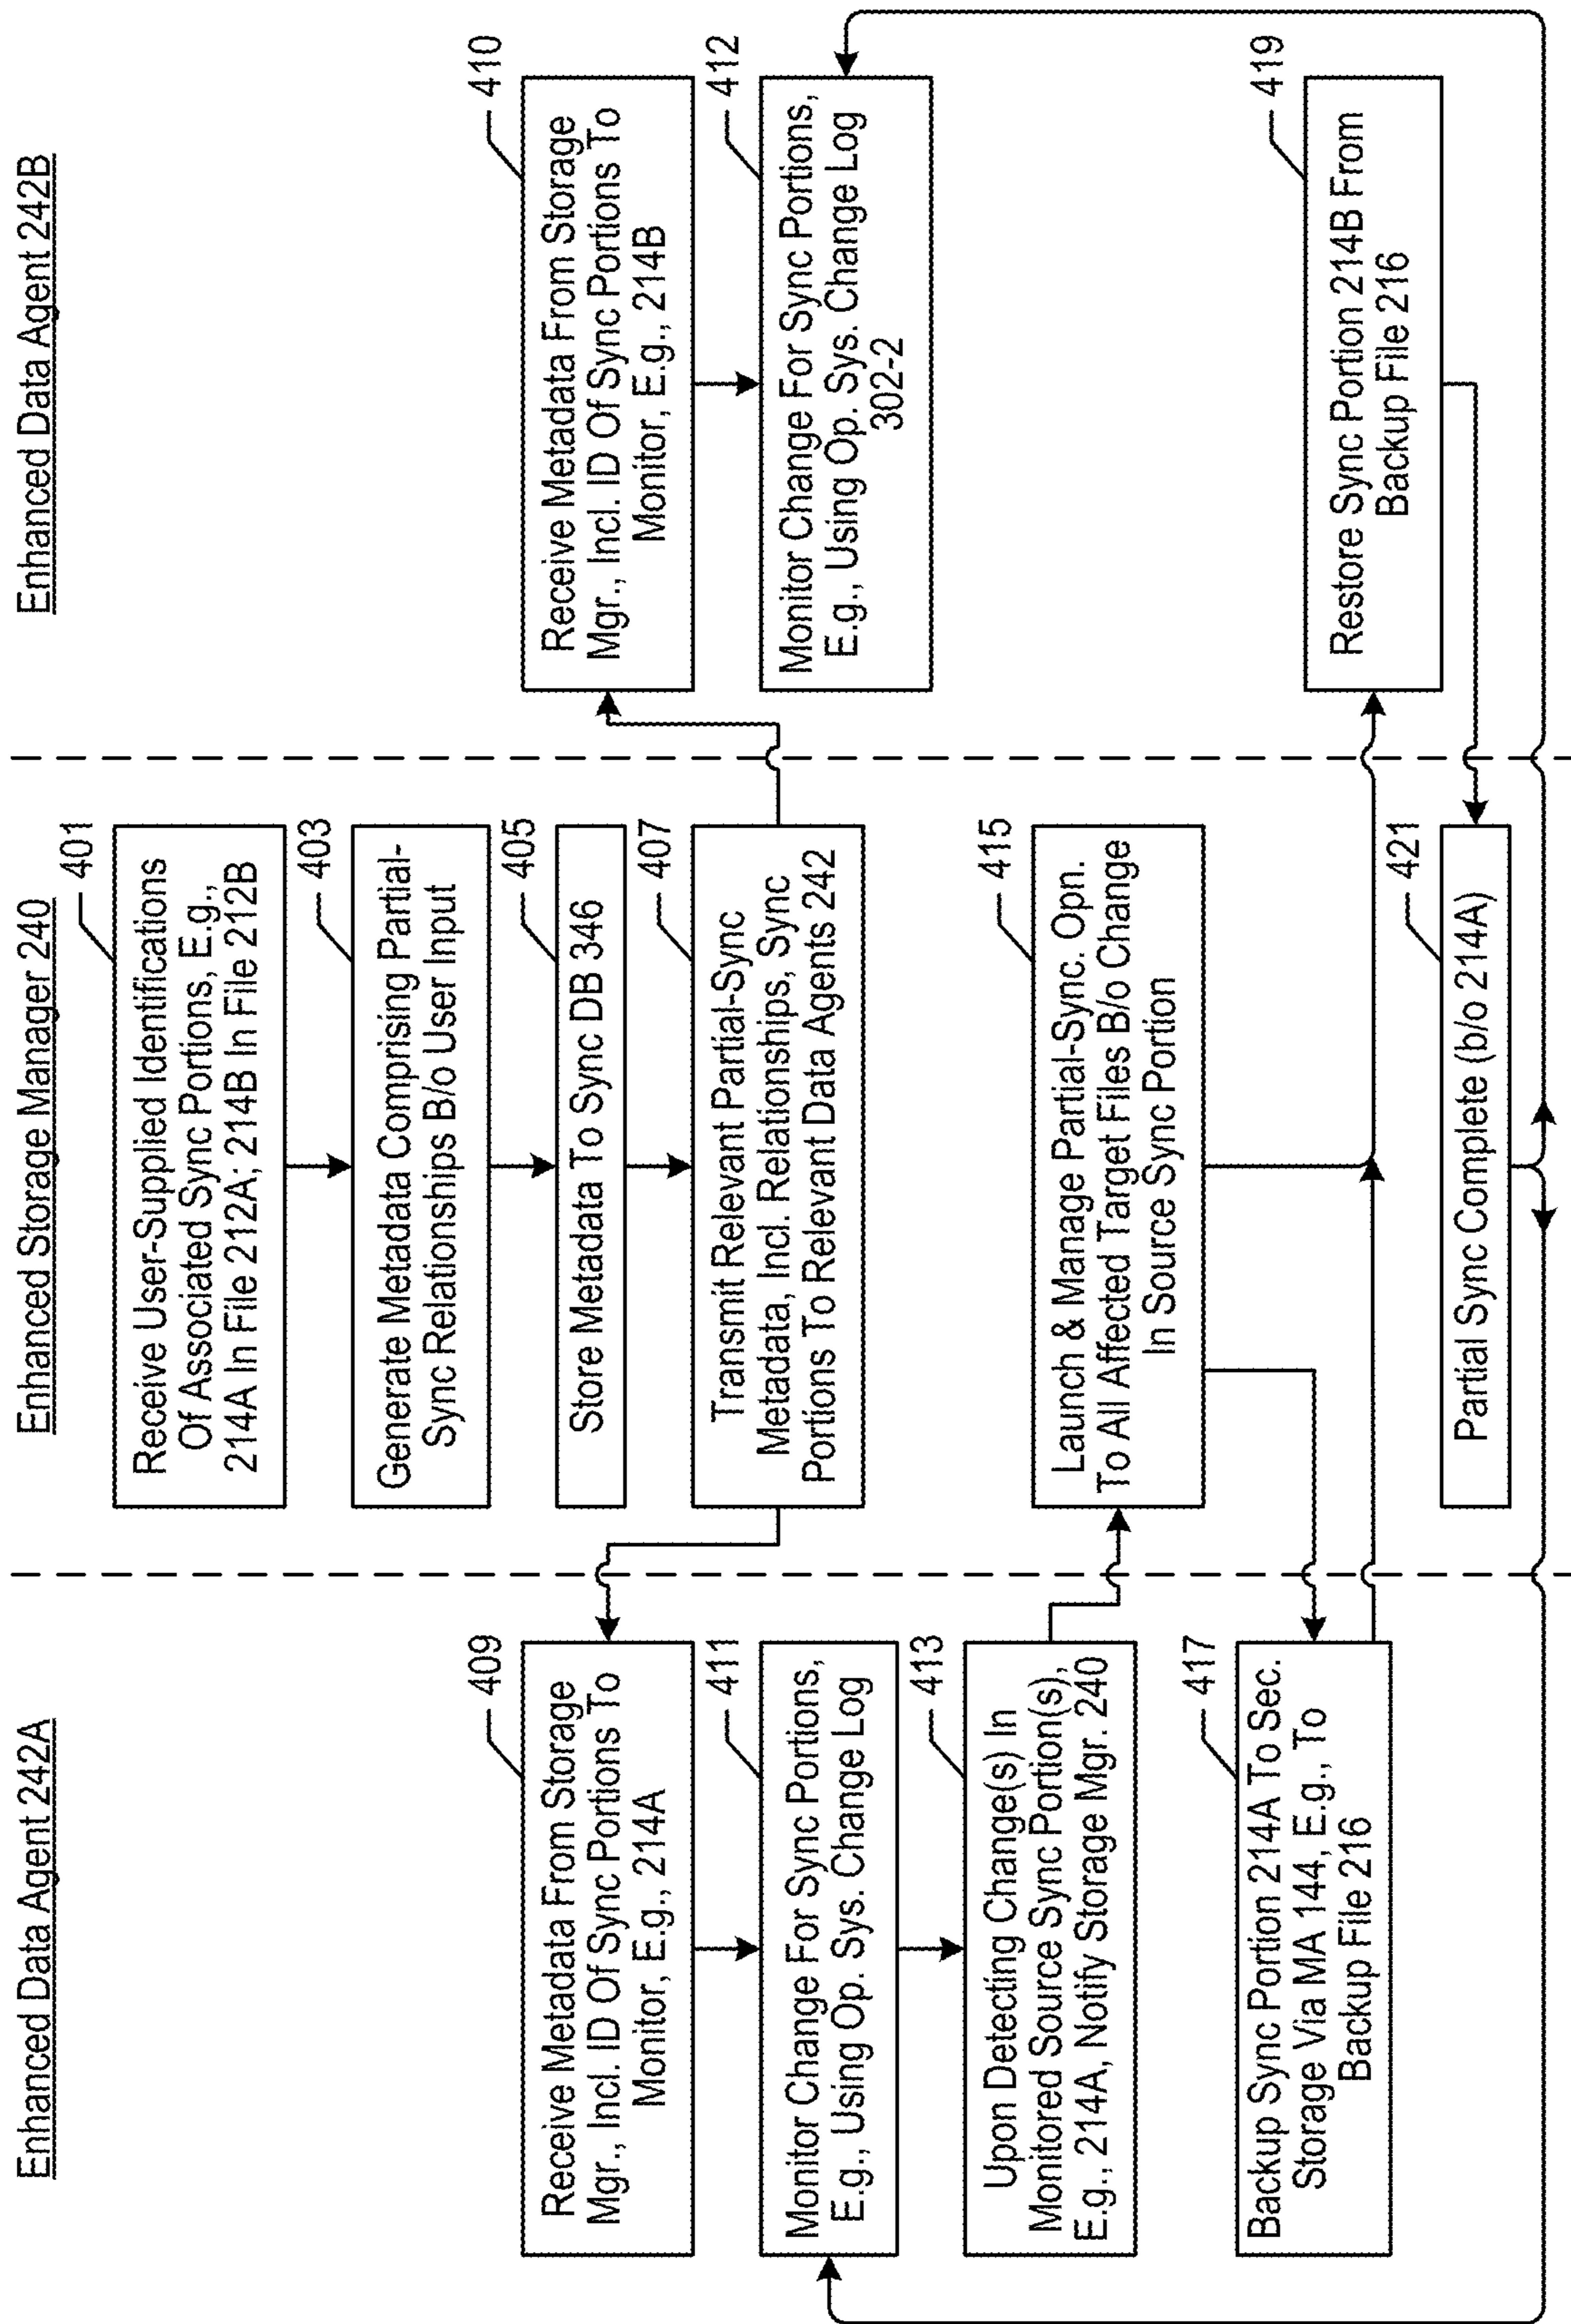 Enhanced Data Agent 242A
Enhanced Storage Manager 240
Enhanced Data Agent 242B
401
Receive User-Supplied Identifications
Of Associated Sync Portions, E.g.,
214A In File 212A; 214B In File 212B
403
Generate Metadata Comprising Partial-
Sync Relationships B/o User Input
405
Store Metadata To Sync DB 346
407
Transmit Relevant Partial-Sync
Metadata, Incl. Relationships, Sync
Portions To Relevant Data Agents 242
409
Receive Metadata From Storage
Mgr., Incl. ID Of Sync Portions To
Monitor, E.g., 214A
410
Receive Metadata From Storage
Mgr., Incl. ID Of Sync Portions To
Monitor, E.g., 214B
411
Monitor Change For Sync Portions,
E.g., Using Op. Sys. Change Log
412
Monitor Change For Sync Portions,
E.g., Using Op. Sys. Change Log
302-2
413
Upon Detecting Change(s) In
Monitored Source Sync Portion(s),
E.g., 214A, Notify Storage Mgr. 240
415
Launch & Manage Partial-Sync. Opn.
To All Affected Target Files B/o Change
In Source Sync Portion
417
Backup Sync Portion 214A To Sec.
Storage Via MA 144, E.g., To
Backup File 216
419
Restore Sync Portion 214B From
Backup File 216
421
Partial Sync Complete (b/o 214A)